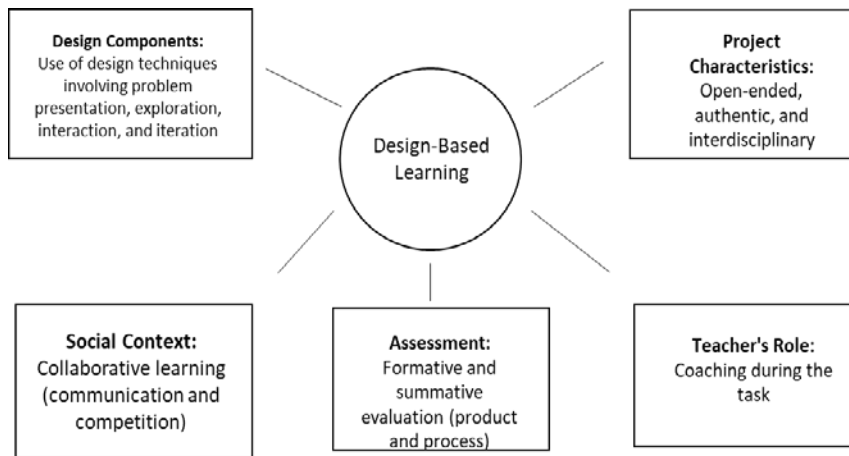 Design Components:
Use of design techniques
involving problem
presentation, exploration,
interaction, and iteration
Project
Characteristics:
Open-ended,
authentic, and
interdisciplinary
Design-Based
Learning
Social Context:
Collaborative learning
(communication and
competition)
Assessment:
Formative and
summative
evaluation (product
and process)
Teacher's Role:
Coaching during the
task